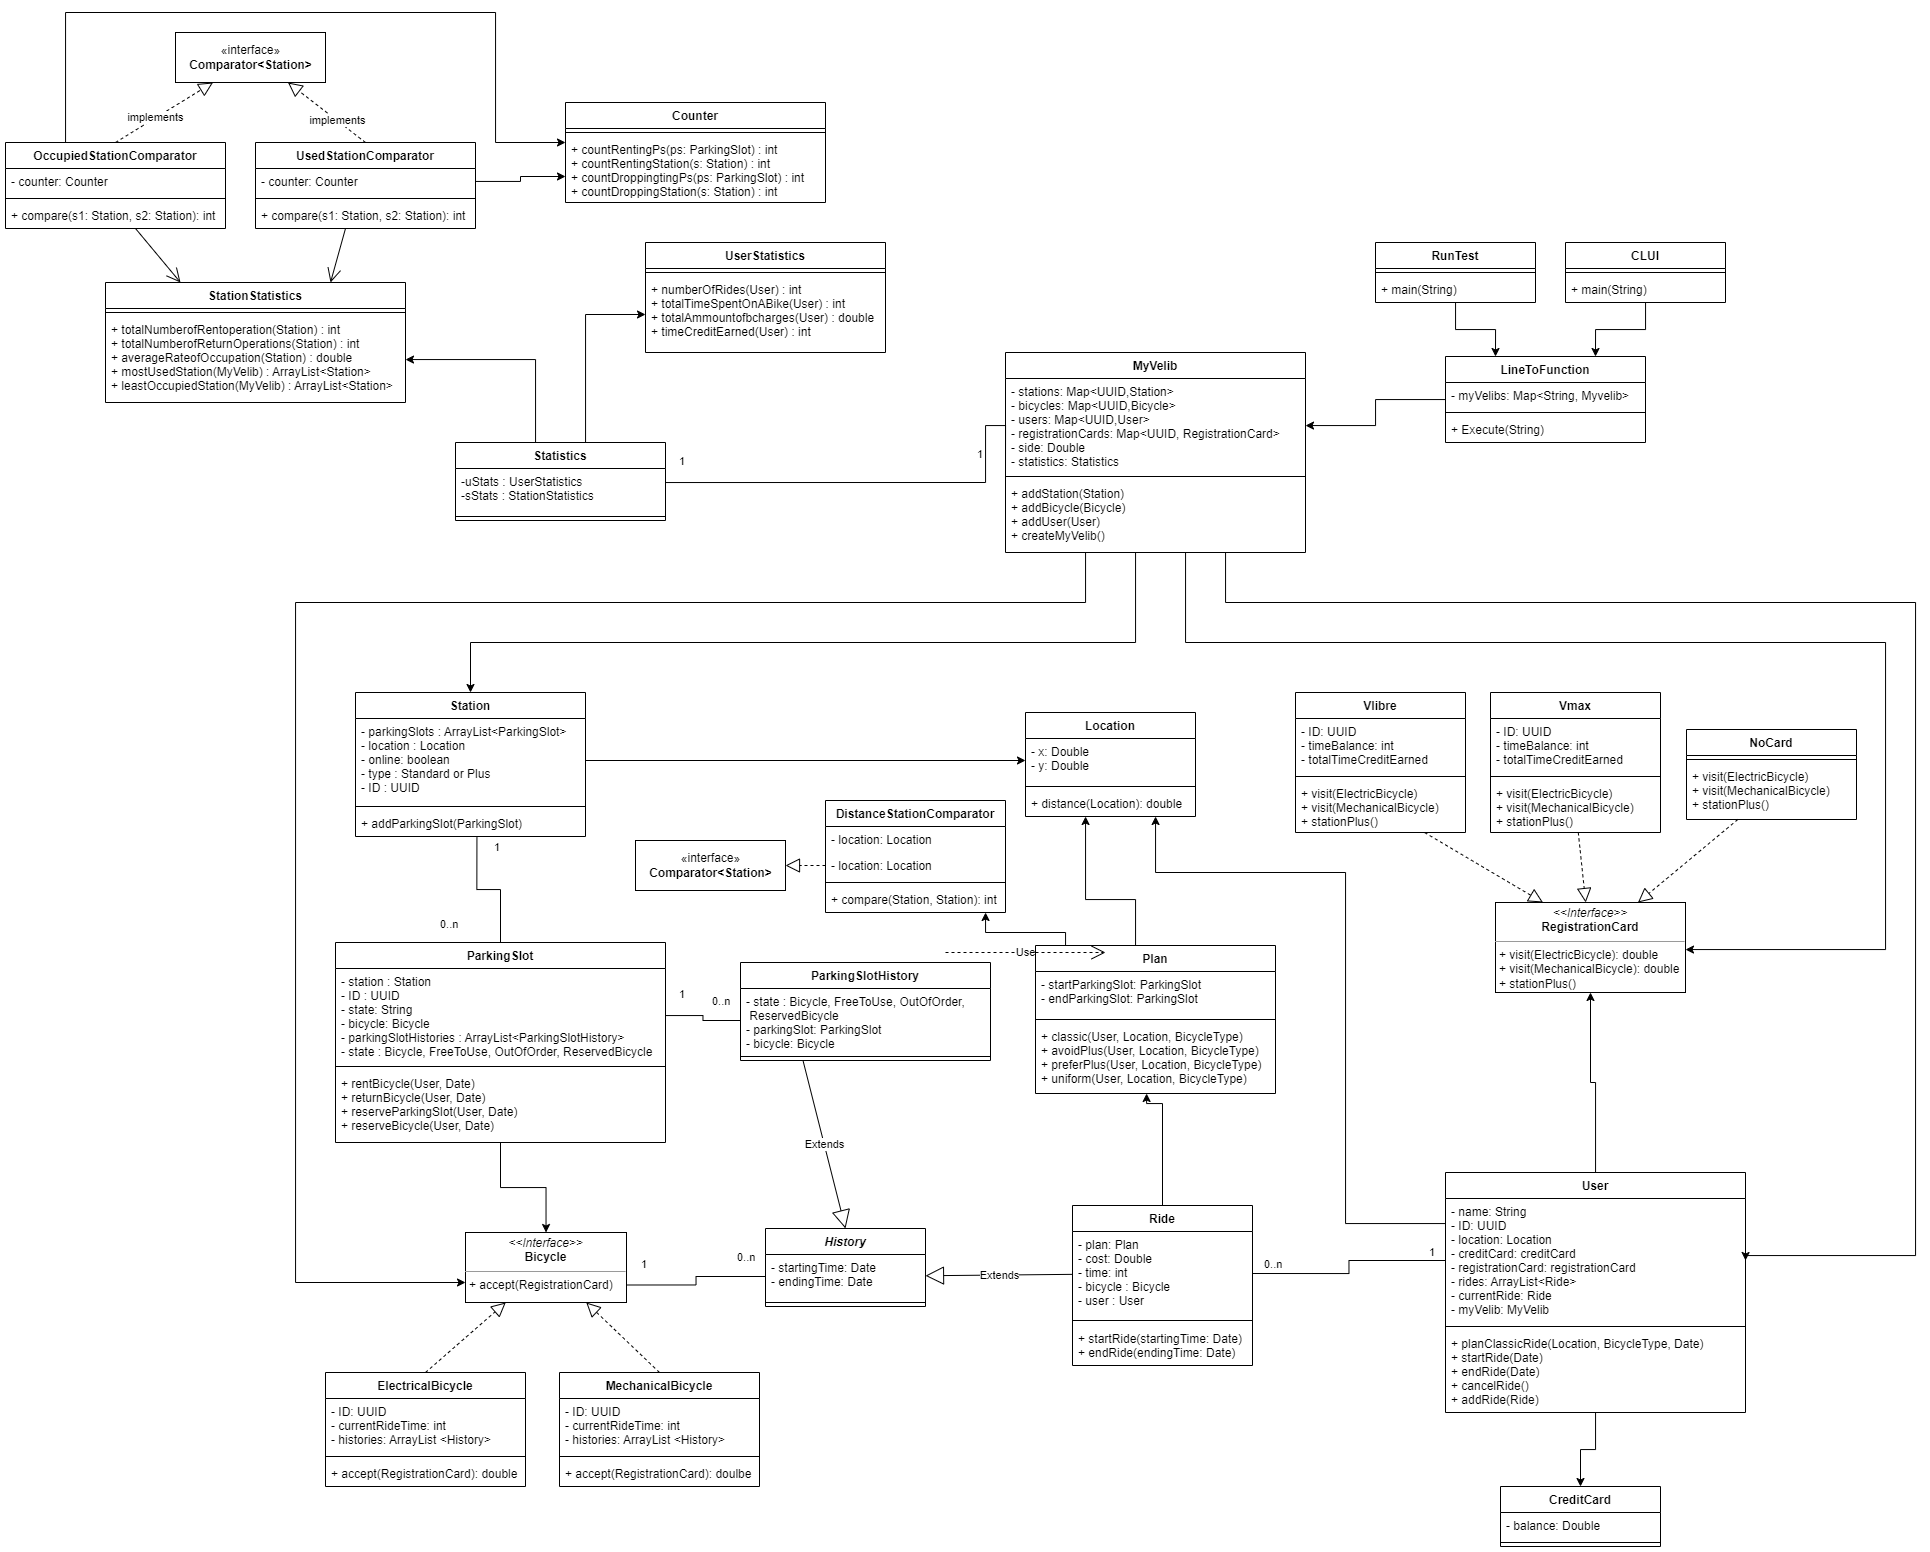 «interface»
Comparator<Station>
implements
implements
OccupiedStationComparator
- counter: Counter
+ compare(s1: Station, s2: Station): int
UsedStationComparator
- counter: Counter
+ compare(s1: Station, s2: Station): int
Counter
+ countRentingPs(ps: ParkingSlot) : int
+ countRentingStation(s: Station) : int
+ countDroppingtingPs(ps: ParkingSlot) : int
+ countDroppingStation(s: Station) : int
StationStatistics
+ totalNumberofRentoperation(Station) : int
+ totalNumberofReturnOperations(Station) : int
+ averageRateofOccupation(Station) : double
+ mostUsedStation(MyVelib) : ArrayList<Station>
+ leastOccupiedStation(MyVelib) : ArrayList<Station>
UserStatistics
+ numberOfRides(User) : int
+ totalTimeSpentOnABike(User) : int
+ totalAmmountofbcharges(User) : double
+ timeCreditEarned(User) : int
RunTest
+ main(String)
CLUI
+ main(String)
LineToFunction
- myVelibs: Map<String, Myvelib>
+ Execute(String)
MyVelib
- stations: Map<UUID,Station>
- bicycles: Map<UUID,Bicycle>
- users: Map<UUID,User>
- registrationCards: Map<UUID, RegistrationCard>
- side: Double
- statistics: Statistics
+ addStation(Station)
+ addBicycle(Bicycle)
+ addUser(User)
+ createMyVelib()
Statistics
-uStats : UserStatistics
-sStats : StationStatistics
1
1
Station
- parkingSlots : ArrayList<ParkingSlot>
- location : Location
- online: boolean
- type : Standard or Plus
- ID : UUID
+ addParkingSlot(ParkingSlot)
1
0..n
Location
- x: Double
- y: Double
+ distance(Location): double
DistanceStationComparator
- location: Location
- location: Location
+ compare(Station, Station): int
«interface»
Comparator<Station>
Vlibre
- ID: UUID
- timeBalance: int
- totalTimeCreditEarned
+ visit(ElectricBicycle)
+ visit(MechanicalBicycle)
+ stationPlus()
Vmax
- ID: UUID
- timeBalance: int
- totalTimeCreditEarned
+ visit(ElectricBicycle)
+ visit(MechanicalBicycle)
+ stationPlus()
NoCard
+ visit(ElectricBicycle)
+ visit(MechanicalBicycle)
+ stationPlus()
<<Interface>>
RegistrationCard
+ visit(ElectricBicycle): double
+ visit(MechanicalBicycle): double
+ stationPlus()
ParkingSlot
- station : Station
- ID : UUID
- state: String
- bicycle: Bicycle
- parkingSlotHistories : ArrayList<ParkingSlotHistory>
- state : Bicycle, FreeToUse, OutOfOrder, ReservedBicycle
+ rentBicycle(User, Date)
+ returnBicycle(User, Date)
+ reserveParkingSlot(User, Date)
+ reserveBicycle(User, Date)
1
0..n
ParkingSlotHistory
- state : Bicycle, FreeToUse, OutOfOrder,
ReservedBicycle
- parkingSlot: ParkingSlot
- bicycle: Bicycle
Use
Plan
- startParkingSlot: ParkingSlot
- endParkingSlot: ParkingSlot
+ classic(User, Location, BicycleType)
+ avoidPlus(User, Location, BicycleType)
+ preferPlus(User, Location, BicycleType)
+ uniform(User, Location, BicycleType)
Extends
<<Interface>>
Bicycle
+ accept(RegistrationCard)
1
0..n
History
- startingTime: Date
- endingTime: Date
Extends
Ride
- plan: Plan
- cost: Double
- time: int
- bicycle : Bicycle
- user : User
+ startRide(startingTime: Date)
+ endRide(endingTime: Date)
0..n
1
User
- name: String
- ID: UUID
- location: Location
- creditCard: creditCard
- registrationCard: registrationCard
- rides: ArrayList<Ride>
- currentRide: Ride
- myVelib: MyVelib
+ planClassicRide(Location, BicycleType, Date)
+ startRide(Date)
+ endRide(Date)
+ cancelRide()
+ addRide(Ride)
ElectricalBicycle
- ID: UUID
- currentRideTime: int
- histories: ArrayList <History>
+ accept(RegistrationCard): double
MechanicalBicycle
- ID: UUID
- currentRideTime: int
- histories: ArrayList <History>
+ accept(RegistrationCard): doulbe
CreditCard
- balance: Double